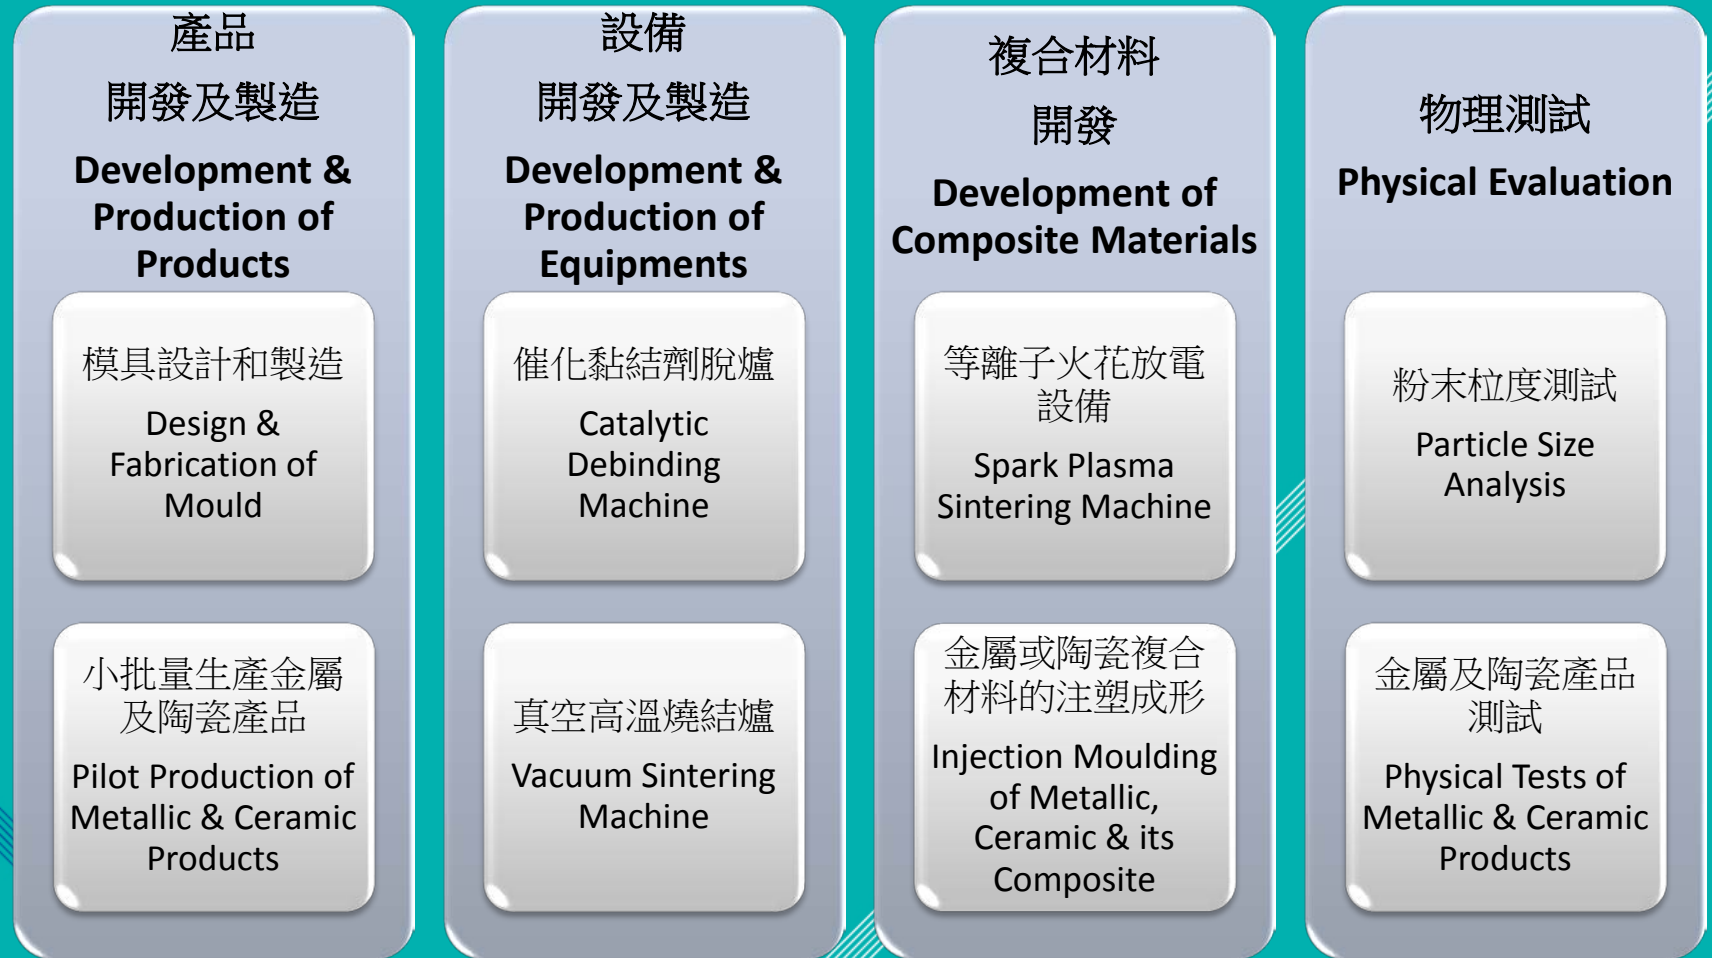 產品
開發及製造
Development &
Production of
Products
模具設計和製造
Design &
Fabrication of
Mould
小批量生產金屬
及陶瓷產品
Pilot Production of
Metallic & Ceramic
Products
設備
開發及製造
Development &
Production of
Equipments
催化黏結劑脫爐
Catalytic
Debinding
Machine
真空高溫燒結爐
Vacuum Sintering
Machine
複合材料
開發
Development of
Composite Materials
等離子火花放電
設備
Spark Plasma
Sintering Machine
金屬或陶瓷複合
材料的注塑成形
Injection Moulding
of Metallic,
Ceramic & its
Composite
物理測試
Physical Evaluation
粉末柆度測試
Particle Size
Analysis
金屬及陶瓷產品
測試
Physical Tests of
Metallic & Ceramic
Products